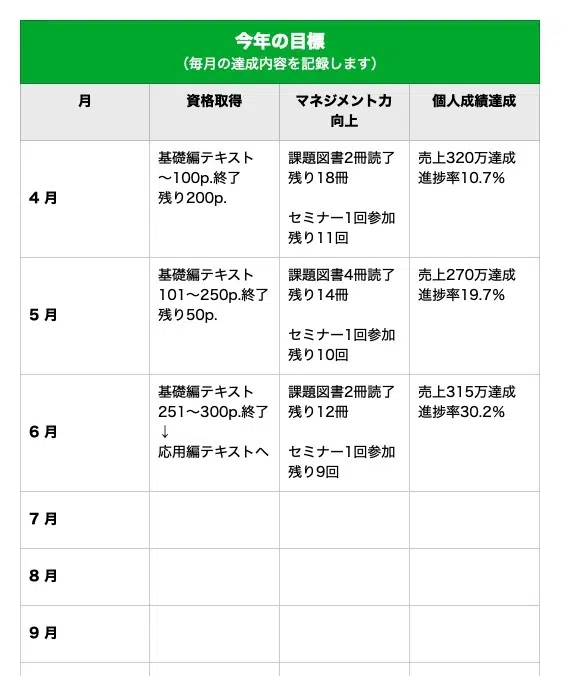 今年の目標
（毎月の達成内容を記録します）
月
資格取得
マネジメント力
向上
個人成績達成
4 月
基礎編テキスト
〜100p.終了
残り200p.
課題図書2冊読了
残り18冊
セミナー1回参加
残り11回
売上320万達成
進捗率10.7%
5 月
基礎編テキスト
101〜250p.終了
残り50p.
課題図書4冊読了
残り14冊
セミナー1回参加
残り10回
売上270万達成
進捗率19.7%
6 月
基礎編テキスト
251〜300p.終了
↓
応用編テキストへ
課題図書2冊読了
残り12冊
セミナー1回参加
残り9回
売上315万達成
進捗率30.2%
7 月
8 月
9 月